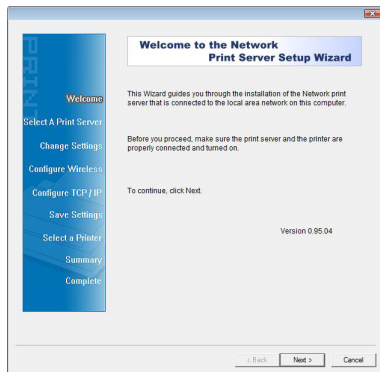 PRINT
Welcome
Select A Print Server
Change Settings
Configure Wireless
Configure TCP / IP
Save Settings
Select a Printer
Summary
Complete
Welcome to the Network
Print Server Setup Wizard
This Wizard guides you through the installation of the Network print
server that is connected to the local area network on this computer.
Before you proceed, make sure the print server and the printer are
properly connected and turned on.
To continue, click Next.
Version 0.95.04
< Back
Next >
Cancel